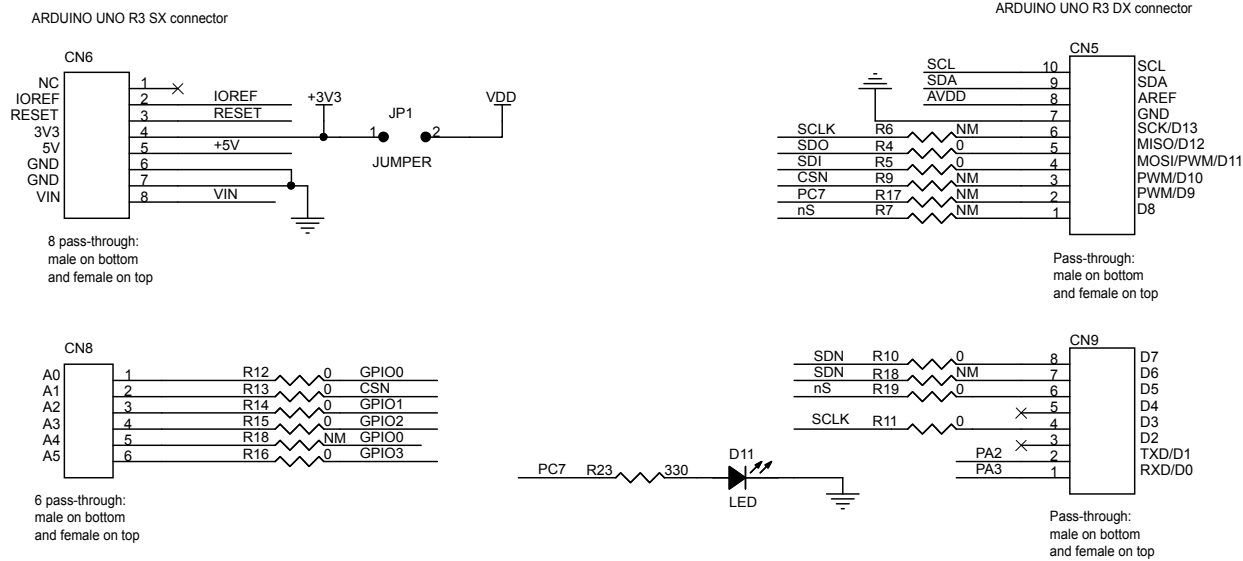 ARDUINO UNO R3 SX connector
CN6
NC 1
IOREF 2 IOREF
RESET 3 RESET
3V3 4
5V 5 +5V
GND 6
GND 7
VIN 8 VIN
+3V3
JP1
1 2
JUMPER
VDD
8 pass-through:
male on bottom
and female on top
ARDUINO UNO R3 DX connector
CN5
SCL 10 SCL
SDA 9 SDA
AVDD 8 AREF
7 GND
SCLK R6 NM 6 SCK/D13
SDO R4 0 5 MISO/D12
SDI R5 0 4 MOSI/PWM/D11
CSN R9 NM 3 PWM/D10
PC7 R17 NM 2 PWM/D9
nS R7 NM 1 D8
Pass-through:
male on bottom
and female on top
CN8
A0 1 R12 0 GPIO0
A1 2 R13 0 CSN
A2 3 R14 0 GPIO1
A3 4 R15 0 GPIO2
A4 5 R18 NM GPIO0
A5 6 R16 0 GPIO3
6 pass-through:
male on bottom
and female on top
PC7 R23 330
D11
LED
CN9
SDN R10 0 8 D7
SDN R18 NM 7 D6
nS R19 0 6 D5
5 D4
SCLK R11 0 4 D3
3 D2
PA2 2 TXD/D1
PA3 1 RXD/D0
Pass-through:
male on bottom
and female on top